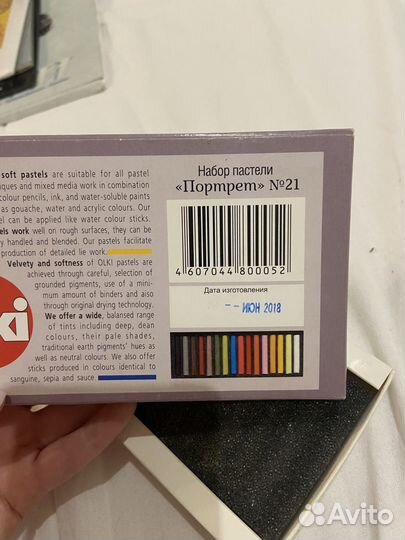 soft pastels are suitable for all pastel
iques and mixed media work in combination
colour pencils, ink, and water-soluble paints
as gouache, water and acrylic colours. Our
el can be applied like water colour sticks.
els work well on rough surfaces, they can be
y handled and blended. Our pastels facilitate
production of detailed lie work.
Velvety and softness of OLKI pastels are
achieved through careful, selection of
grounded pigments, use of a mini-
mum amount of binders and aiso
through original drying technology.
We offer a wide, balansed range
of tints including deep, dean
colours, their pale shades,
traditional earth pigments' hues as
well as neutral colours. We also offer
sticks produced in colours identical to
sanguine, sepia and sauce
ki
Набор пастели
«Портрет» №21
4 607044 800052
Дата изготовления
-- ИЮН 2018
Avito